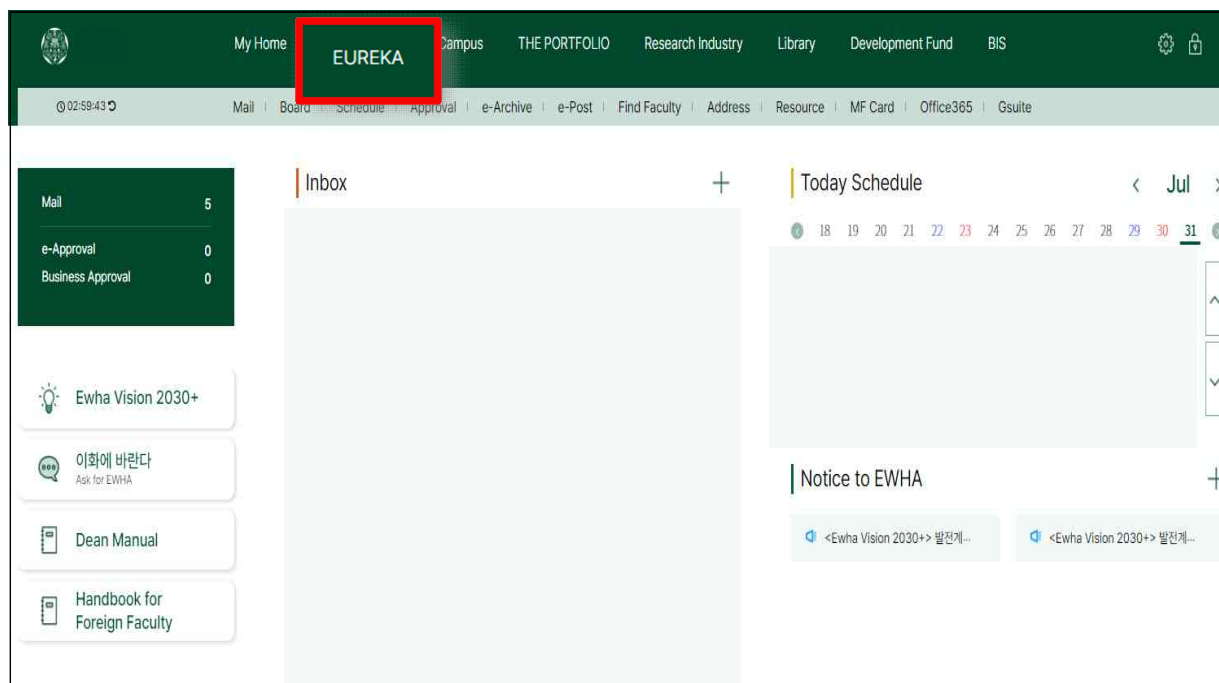 My Home EUREKA Campus THE PORTFOLIO Research Industry Library Development Fund BIS
02:59:43 Mail Board Schedule Approval e-Archive e-Post Find Faculty Address Resource MF Card Office365 Gsuite
Mail 5
e-Approval 0
Business Approval 0
Ewha Vision 2030+
이화에 바란다
Ask for EWHA
Dean Manual
Handbook for
Foreign Faculty
Inbox
Today Schedule < Jul >
18 19 20 21 22 23 24 25 26 27 28 29 30 31
Notice to EWHA
<Ewha Vision 2030+> 발전계... <Ewha Vision 2030+> 발전계...